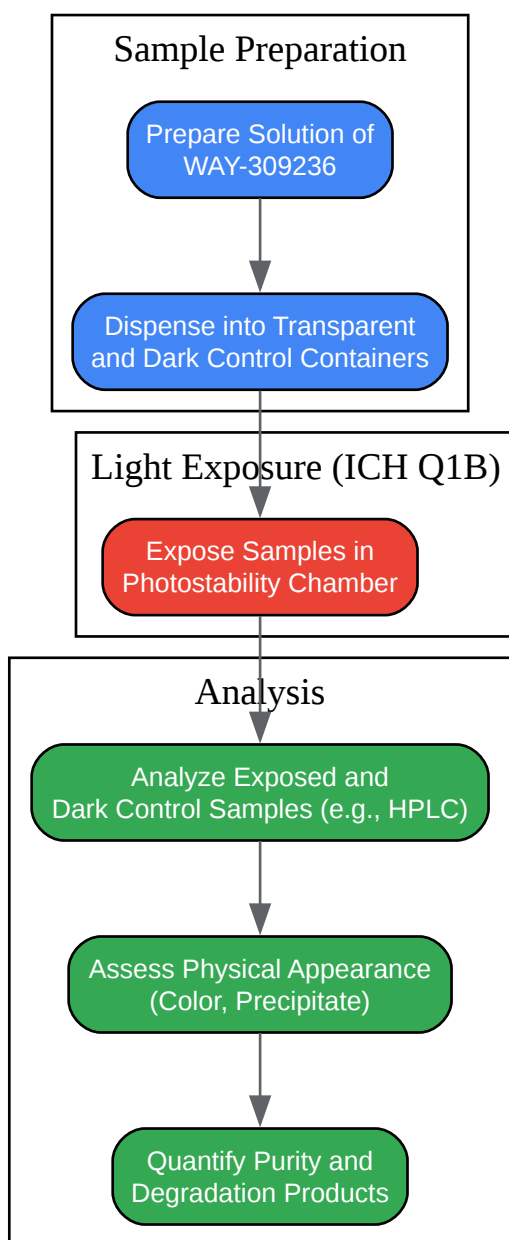 Sample Preparation
Prepare Solution of
WAY-309236
Dispense into Transparent
and Dark Control Containers
Light Exposure (ICH Q1B)
Expose Samples in
Photostability Chamber
Analysis
Analyze Exposed and
Dark Control Samples (e.g., HPLC)
Assess Physical Appearance
(Color, Precipitate)
Quantify Purity and
Degradation Products